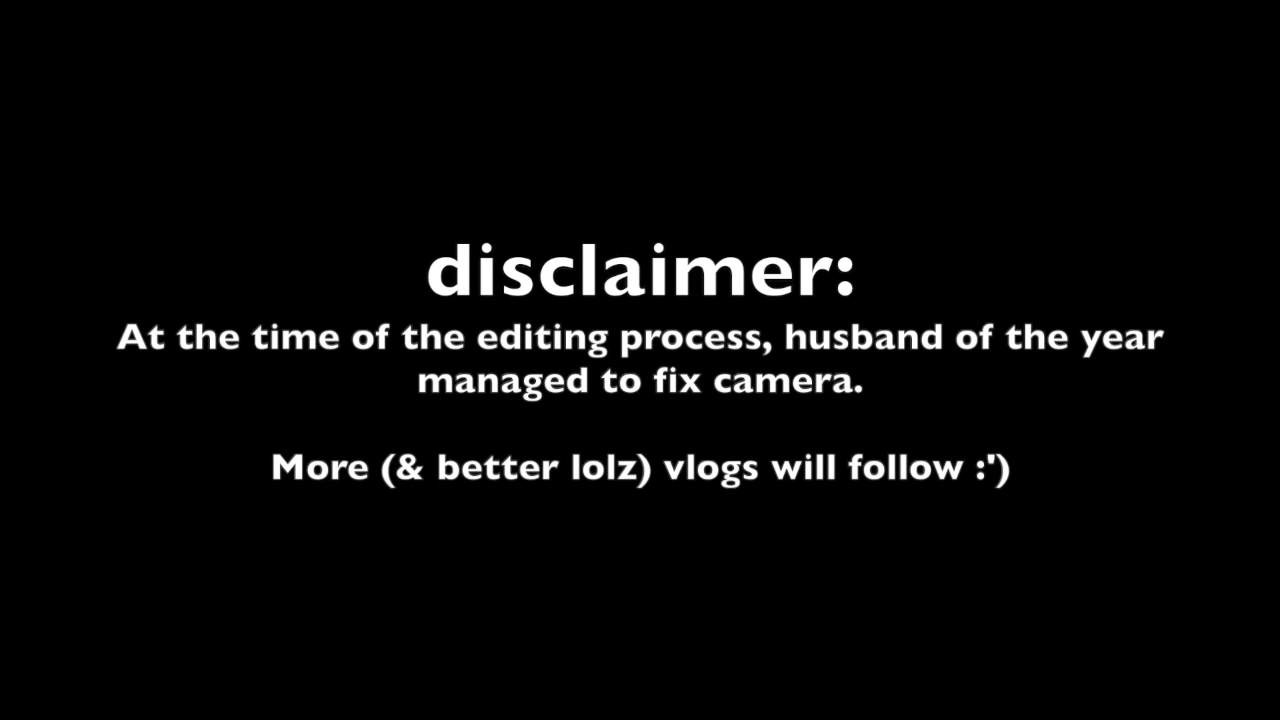 disclaimer:
At the time of the editing process, husband of the year
managed to fix camera.
More (& better lolz) vlogs will follow :')